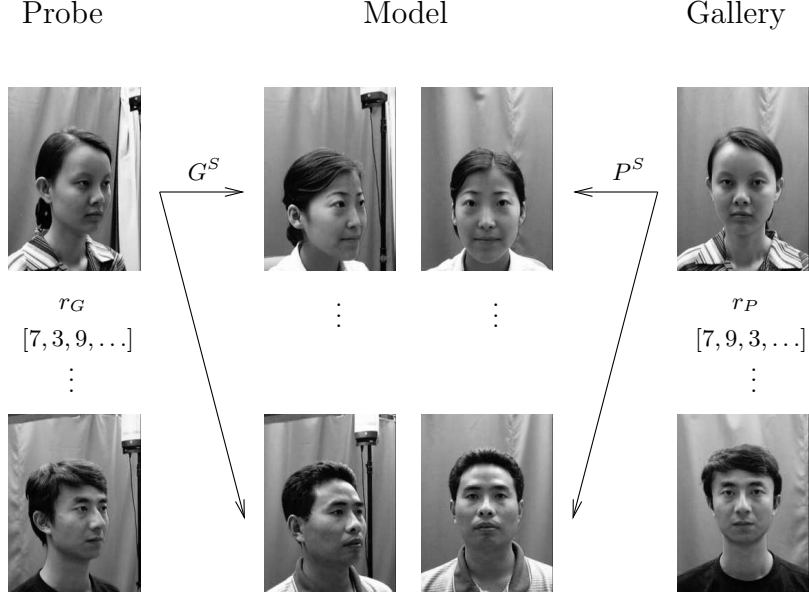 Probe
Model
Gallery
G^S
P^S
r_G
[7, 3, 9, . . .]
r_P
[7, 9, 3, . . .]